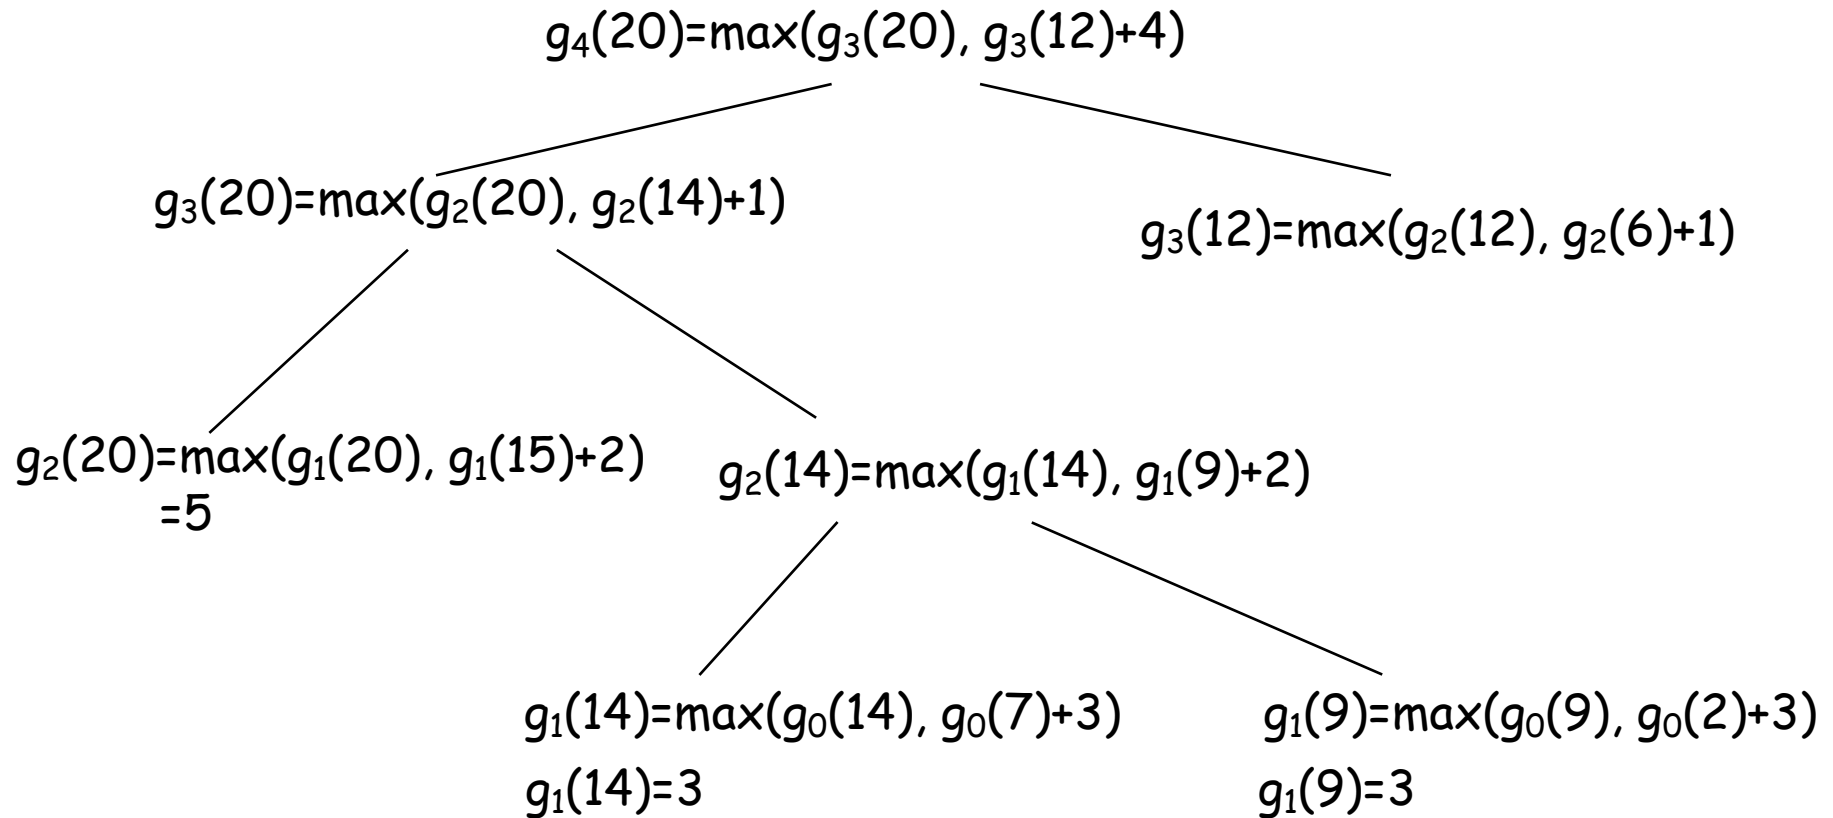 g₄(20)=max(g₃(20), g₃(12)+4)
g₃(20)=max(g₂(20), g₂(14)+1)
g₃(12)=max(g₂(12), g₂(6)+1)
g₂(20)=max(g₁(20), g₁(15)+2)
=5
g₂(14)=max(g₁(14), g₁(9)+2)
g₁(14)=max(g₀(14), g₀(7)+3)
g₁(14)=3
g₁(9)=max(g₀(9), g₀(2)+3)
g₁(9)=3